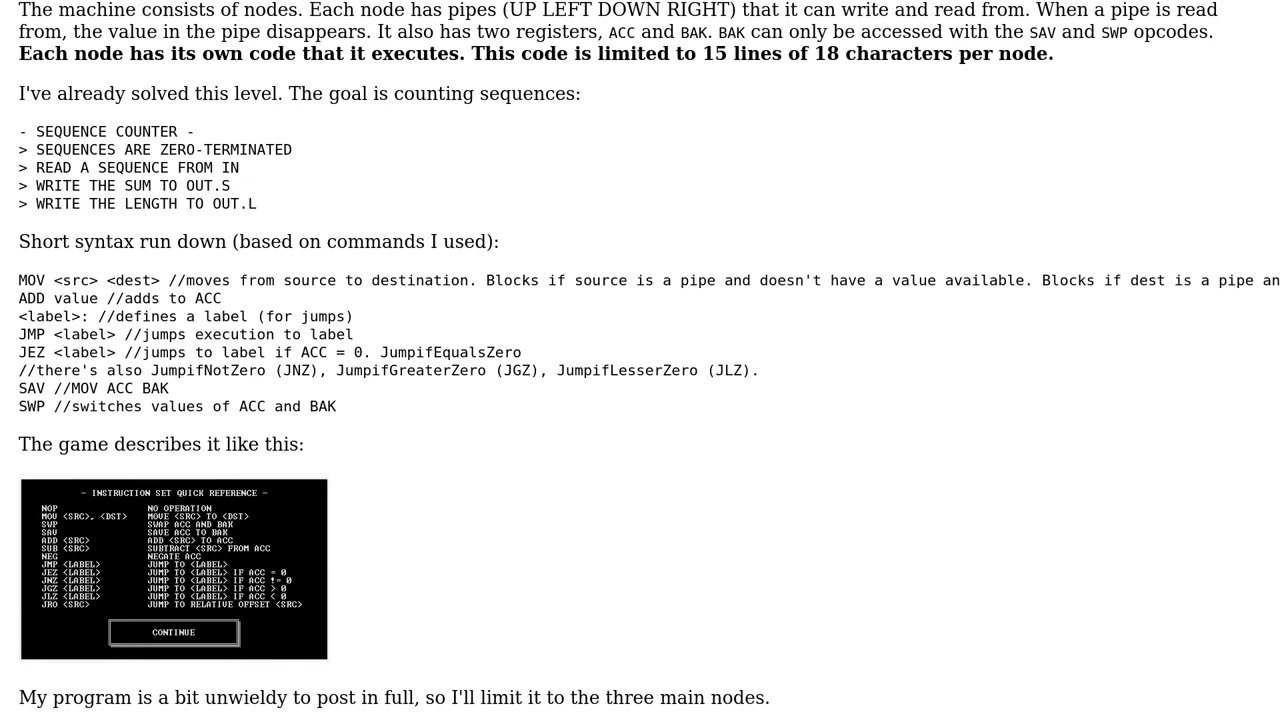 The machine consists of nodes. Each node has pipes (UP LEFT DOWN RIGHT) that it can write and read from. When a pipe is read
from, the value in the pipe disappears. It also has two registers, ACC and BAK. BAK can only be accessed with the SAV and SWP opcodes.
Each node has its own code that it executes. This code is limited to 15 lines of 18 characters per node.
I've already solved this level. The goal is counting sequences:
- SEQUENCE COUNTER -
> SEQUENCES ARE ZERO-TERMINATED
> READ A SEQUENCE FROM IN
> WRITE THE SUM TO OUT.S
> WRITE THE LENGTH TO OUT.L
Short syntax run down (based on commands I used):
MOV <src> <dest> //moves from source to destination. Blocks if source is a pipe and doesn't have a value available. Blocks if dest is a pipe an
ADD value //adds to ACC
<label>: //defines a label (for jumps)
JMP <label> //jumps execution to label
JEZ <label> //jumps to label if ACC = 0. JumpifEqualsZero
//there's also JumpifNotZero (JNZ), JumpifGreaterZero (JGZ), JumpifLesserZero (JLZ).
SAV //MOV ACC BAK
SWP //switches values of ACC and BAK
The game describes it like this:
- INSTRUCTION SET QUICK REFERENCE -
NOP NO OPERATION
MOV <SRC>, <DST> MOVE <SRC> TO <DST>
SWP SWAP ACC AND BAK
SAV SAVE ACC TO BAK
ADD <SRC> ADD <SRC> TO ACC
SUB <SRC> SUBTRACT <SRC> FROM ACC
NEG NEGATE ACC
JMP <LABEL> JUMP TO <LABEL>
JEZ <LABEL> JUMP TO <LABEL> IF ACC = 0
JNZ <LABEL> JUMP TO <LABEL> IF ACC != 0
JGZ <LABEL> JUMP TO <LABEL> IF ACC > 0
JLZ <LABEL> JUMP TO <LABEL> IF ACC < 0
JRO <SRC> JUMP TO RELATIVE OFFSET <SRC>
CONTINUE
My program is a bit unwieldy to post in full, so I'll limit it to the three main nodes.